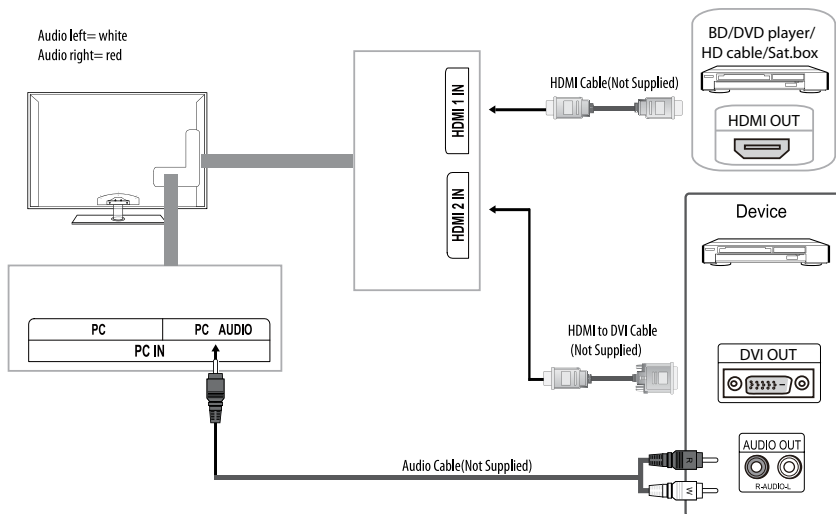 Audio left= white
Audio right= red
HDMI 1 IN
HDMI Cable(Not Supplied)
BD/DVD player/
HD cable/Sat.box
HDMI OUT
HDMI 2 IN
Device
PC
PC AUDIO
PC IN
HDMI to DVI Cable
(Not Supplied)
DVI OUT
Audio Cable(Not Supplied)
R
W
AUDIO OUT
R-AUDIO-L